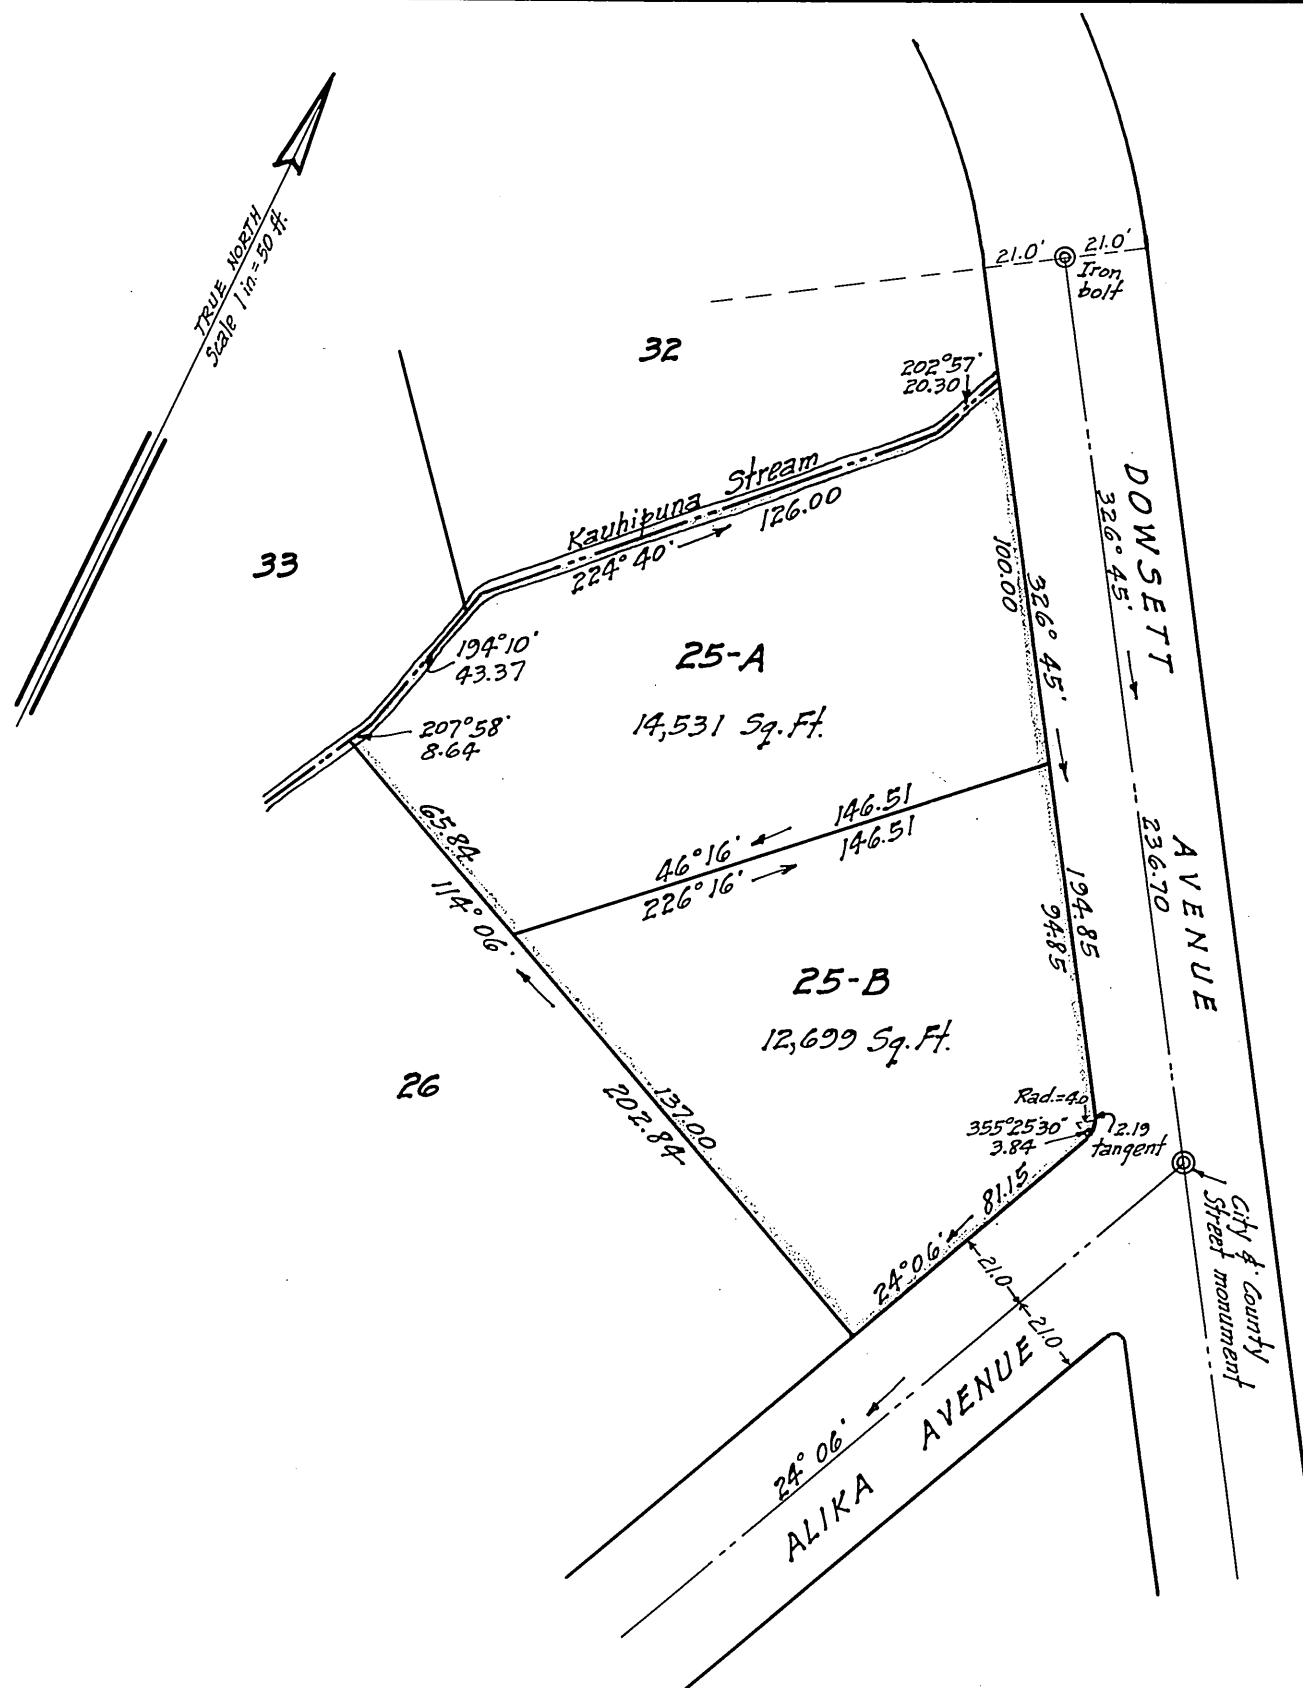 TRUE NORTH
Scale 1 in.= 50 ft.
21.0'
21.0'
Iron
bolt
32
202°57'
20.30
Kauhipuna Stream
224°40'
126.00
33
194°10'
43.37
207°58'
8.64
25-A
14,531 Sq.Ft.
100.00
326° 45'
DOWSETT AVENUE
326° 45'
236.70
65.84
114° 06'
46°16'
146.51
226°16'
146.51
194.85
94.85
25-B
12,699 Sq.Ft.
26
137.00
202.84
Rad.=4.0
355°25'30"
3.84
2.19
tangent
24°06'
81.15
21.0
21.0
City & County
Street monument
24° 06'
ALIKA AVENUE